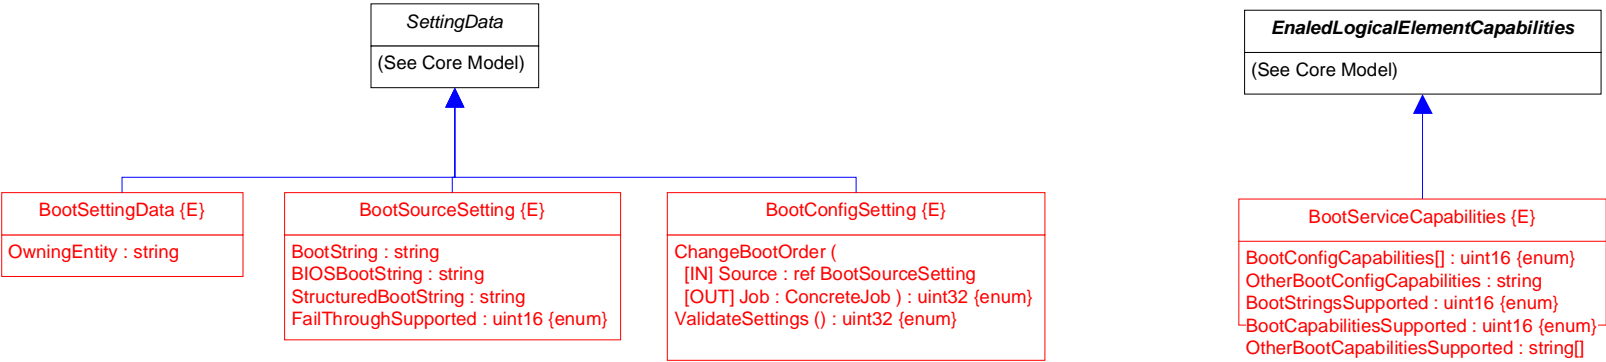 SettingData
(See Core Model)
EnaledLogicalElementCapabilities
(See Core Model)
BootSettingData {E}
OwningEntity : string
BootSourceSetting {E}
BootString : string
BIOSBootString : string
StructuredBootString : string
FailThroughSupported : uint16 {enum}
BootConfigSetting {E}
ChangeBootOrder (
[IN] Source : ref BootSourceSetting
[OUT] Job : ConcreteJob ) : uint32 {enum}
ValidateSettings () : uint32 {enum}
BootServiceCapabilities {E}
BootConfigCapabilities[] : uint16 {enum}
OtherBootConfigCapabilities : string
BootStringsSupported : uint16 {enum}
BootCapabilitiesSupported : uint16 {enum}
OtherBootCapabilitiesSupported : string[]